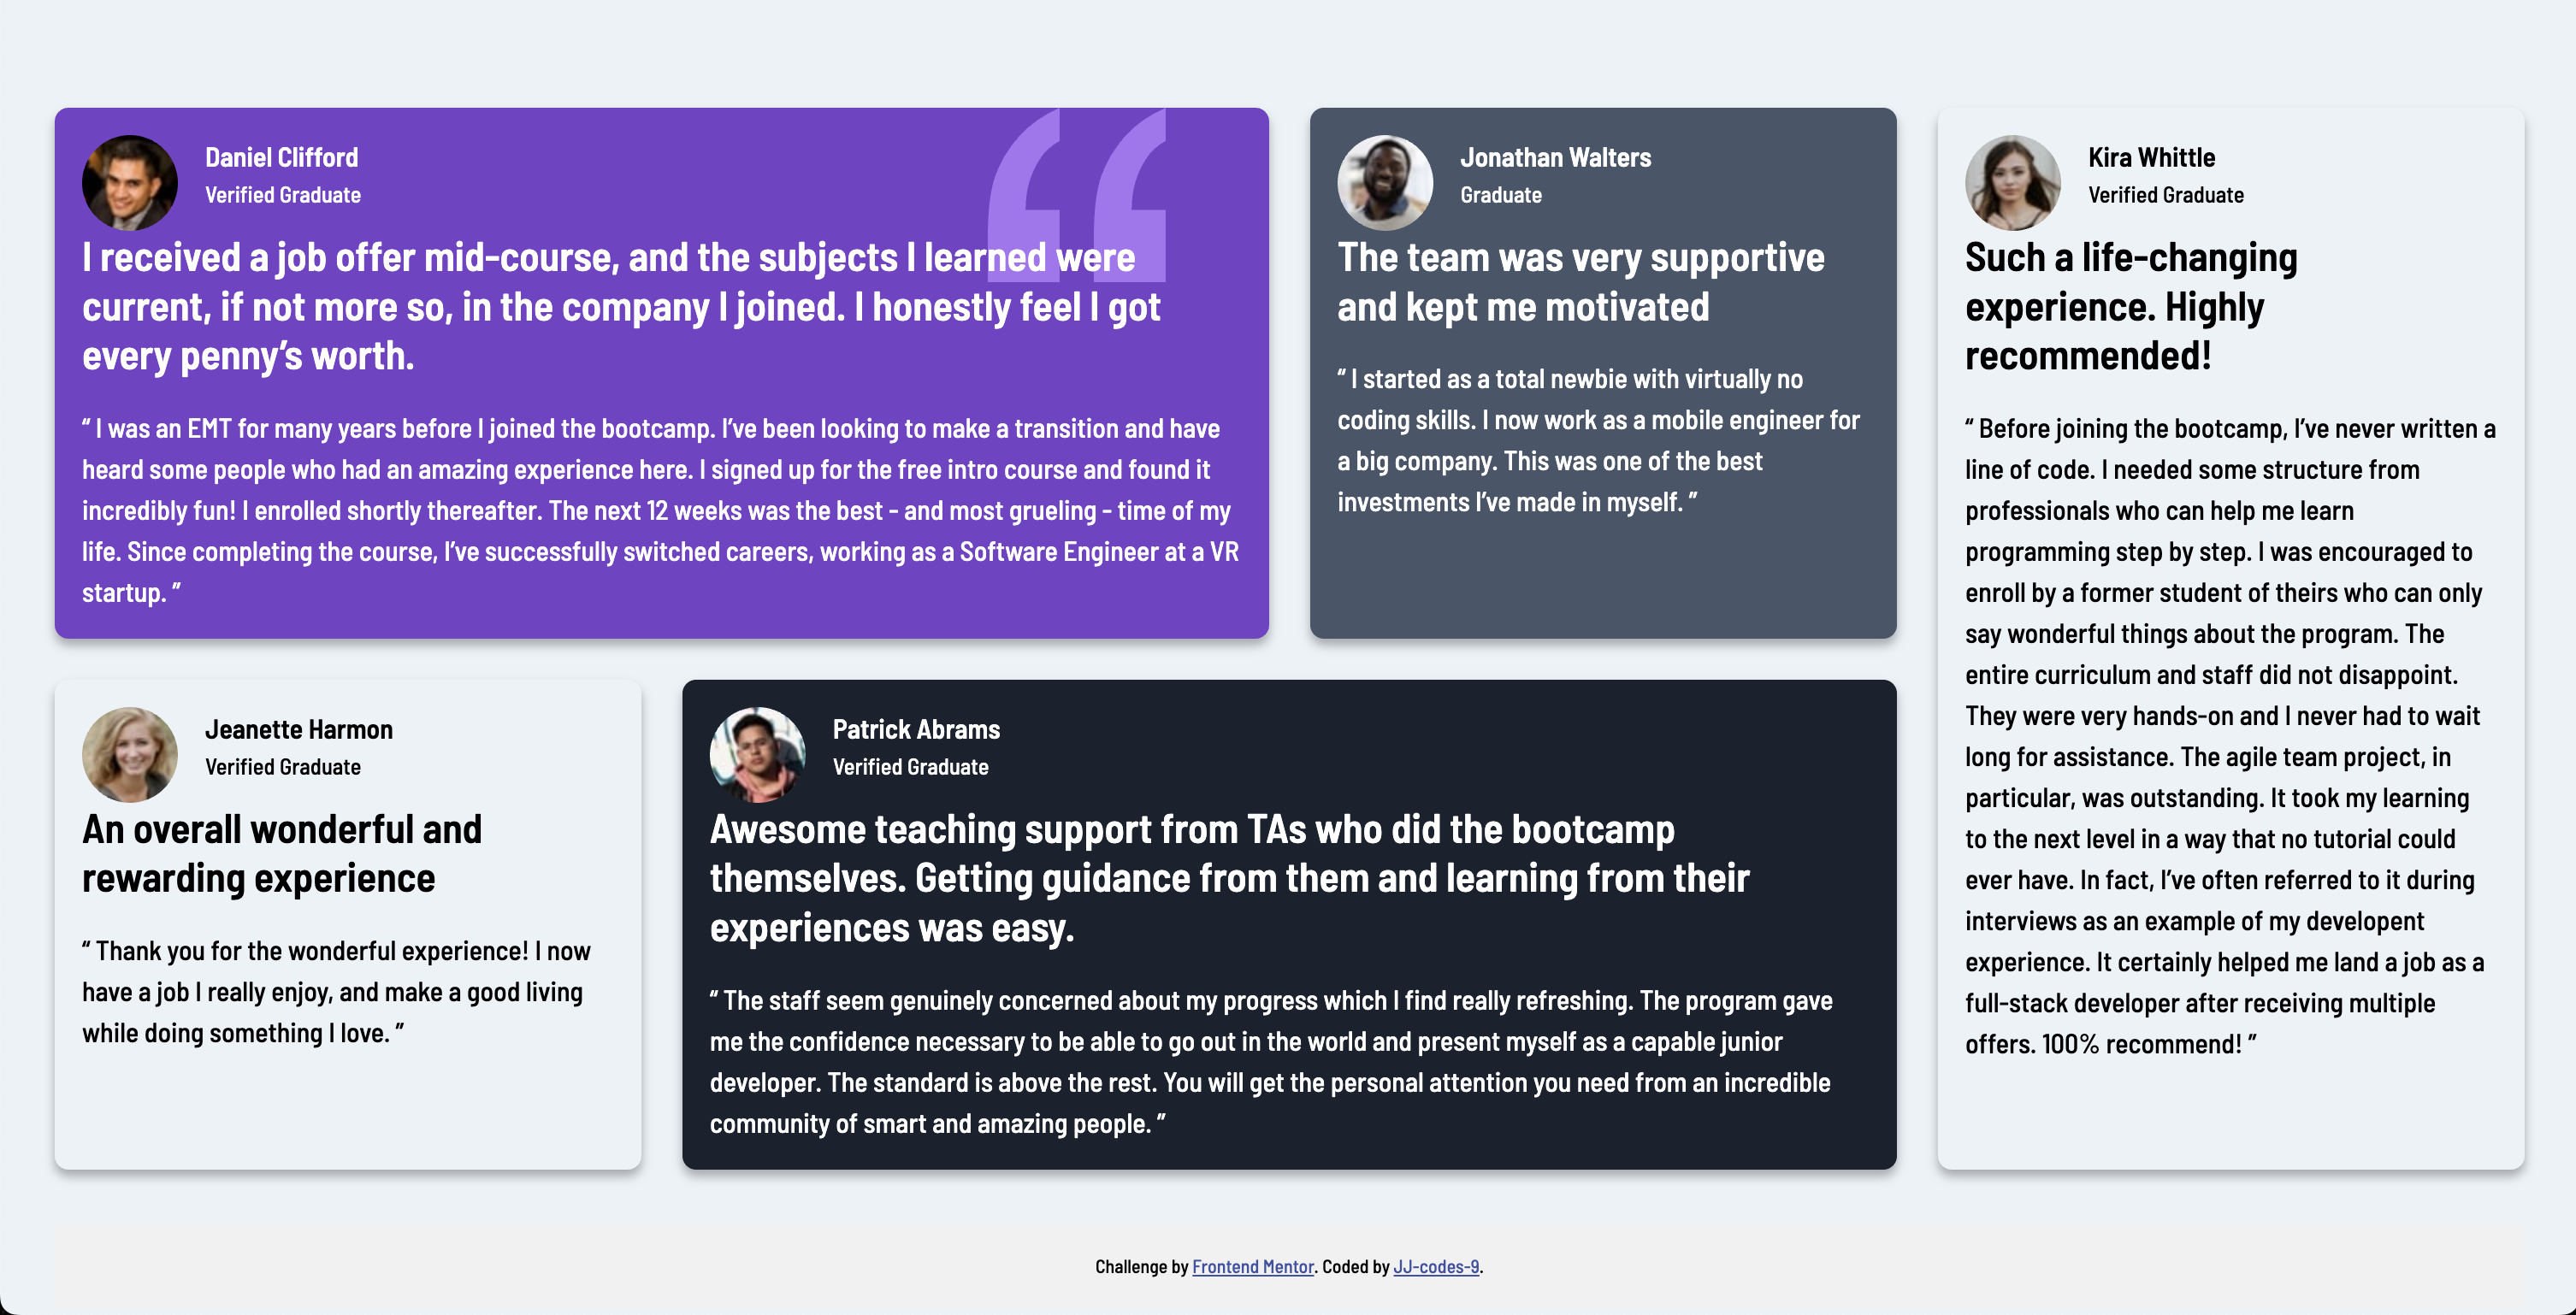 Daniel Clifford
Verified Graduate
I received a job offer mid-course, and the subjects I learned were
current, if not more so, in the company I joined. I honestly feel I got
every penny’s worth.
“ I was an EMT for many years before I joined the bootcamp. I’ve been looking to make a transition and have
heard some people who had an amazing experience here. I signed up for the free intro course and found it
incredibly fun! I enrolled shortly thereafter. The next 12 weeks was the best - and most grueling - time of my
life. Since completing the course, I’ve successfully switched careers, working as a Software Engineer at a VR
startup. ”
Jonathan Walters
Graduate
The team was very supportive
and kept me motivated
“ I started as a total newbie with virtually no
coding skills. I now work as a mobile engineer for
a big company. This was one of the best
investments I’ve made in myself. ”
Kira Whittle
Verified Graduate
Such a life-changing
experience. Highly
recommended!
“ Before joining the bootcamp, I’ve never written a
line of code. I needed some structure from
professionals who can help me learn
programming step by step. I was encouraged to
enroll by a former student of theirs who can only
say wonderful things about the program. The
entire curriculum and staff did not disappoint.
They were very hands-on and I never had to wait
long for assistance. The agile team project, in
particular, was outstanding. It took my learning
to the next level in a way that no tutorial could
ever have. In fact, I’ve often referred to it during
interviews as an example of my developent
experience. It certainly helped me land a job as a
full-stack developer after receiving multiple
offers. 100% recommend! ”
Jeanette Harmon
Verified Graduate
An overall wonderful and
rewarding experience
“ Thank you for the wonderful experience! I now
have a job I really enjoy, and make a good living
while doing something I love. ”
Patrick Abrams
Verified Graduate
Awesome teaching support from TAs who did the bootcamp
themselves. Getting guidance from them and learning from their
experiences was easy.
“ The staff seem genuinely concerned about my progress which I find really refreshing. The program gave
me the confidence necessary to be able to go out in the world and present myself as a capable junior
developer. The standard is above the rest. You will get the personal attention you need from an incredible
community of smart and amazing people. ”
Challenge by Frontend Mentor. Coded by JJ-codes-9.